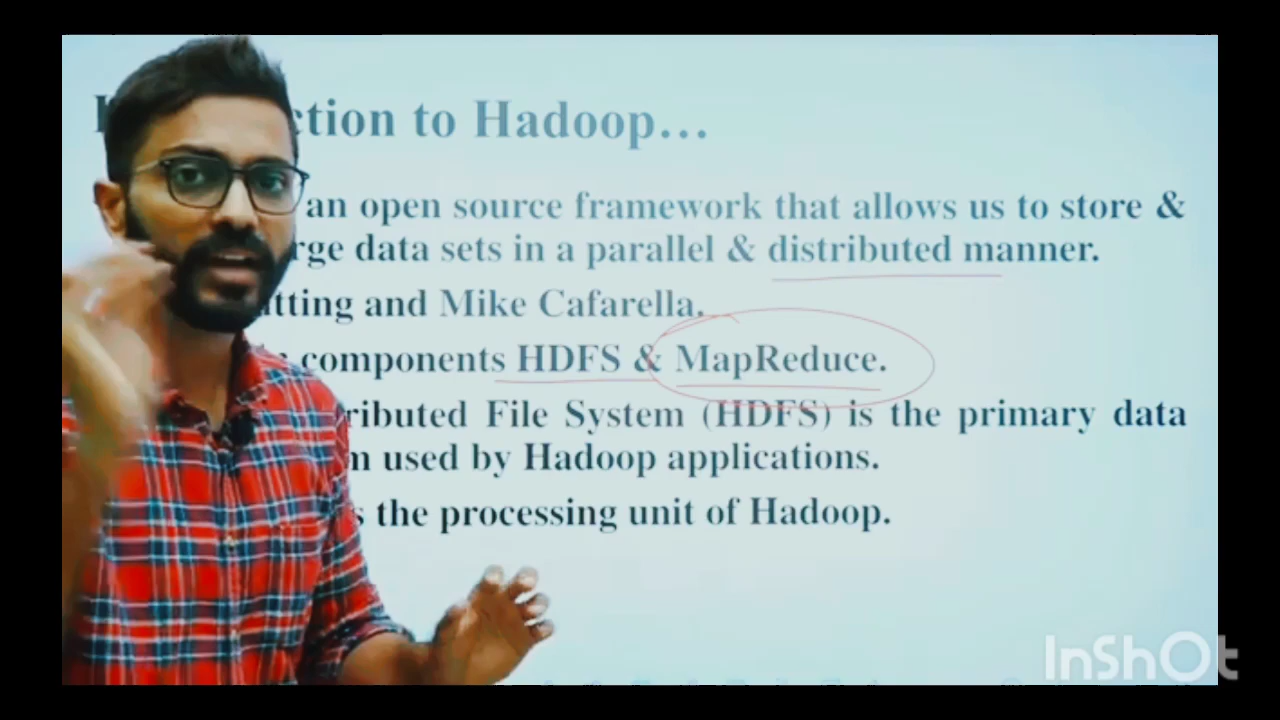 ction to Hadoop...
an open source framework that allows us to store &
rge data sets in a parallel & distributed manner.
tting and Mike Cafarella.
components HDFS & MapReduce.
ributed File System (HDFS) is the primary data
m used by Hadoop applications.
s the processing unit of Hadoop.
InShOt